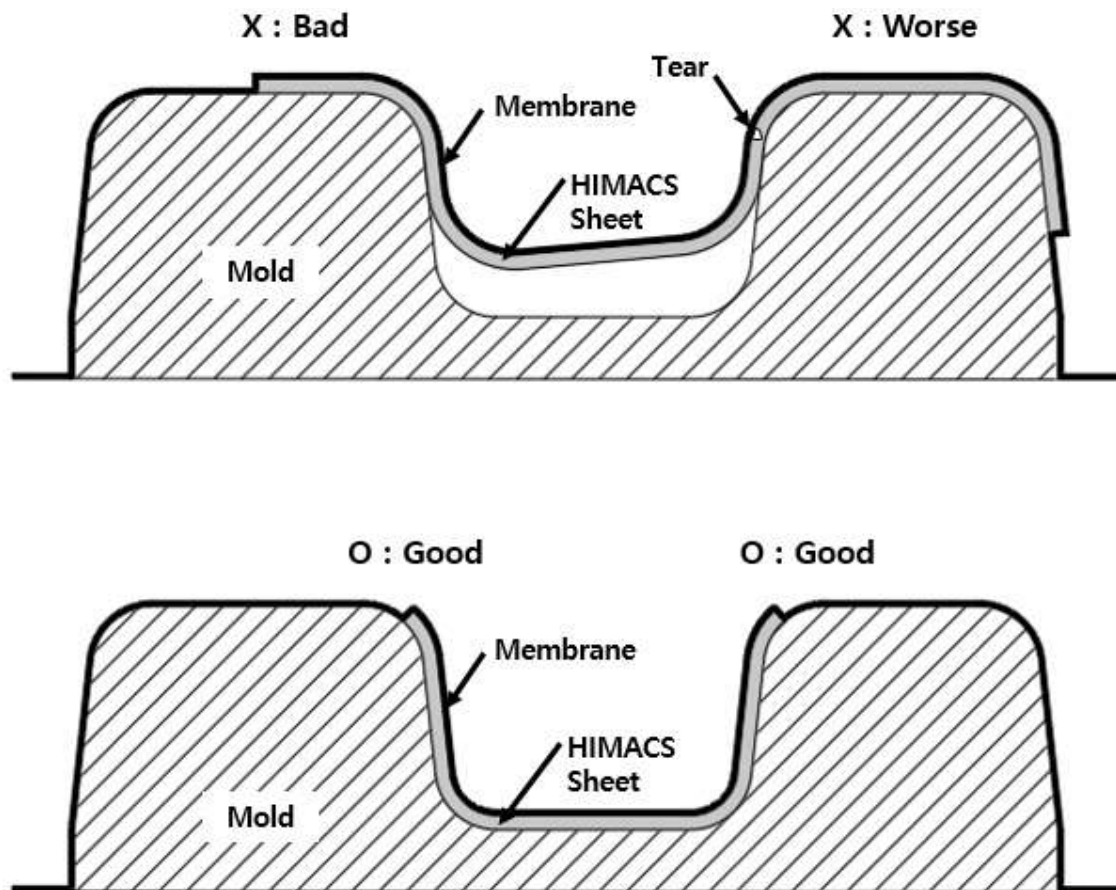 X : Bad
X : Worse
Tear
Membrane
HIMACS
Sheet
Mold
O : Good
O : Good
Membrane
HIMACS
Sheet
Mold